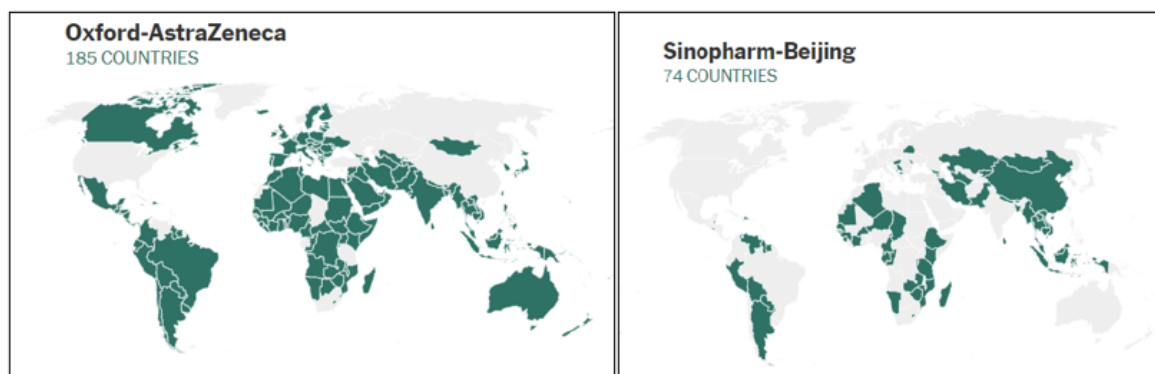 Oxford-AstraZeneca
185 COUNTRIES
Sinopharm-Beijing
74 COUNTRIES